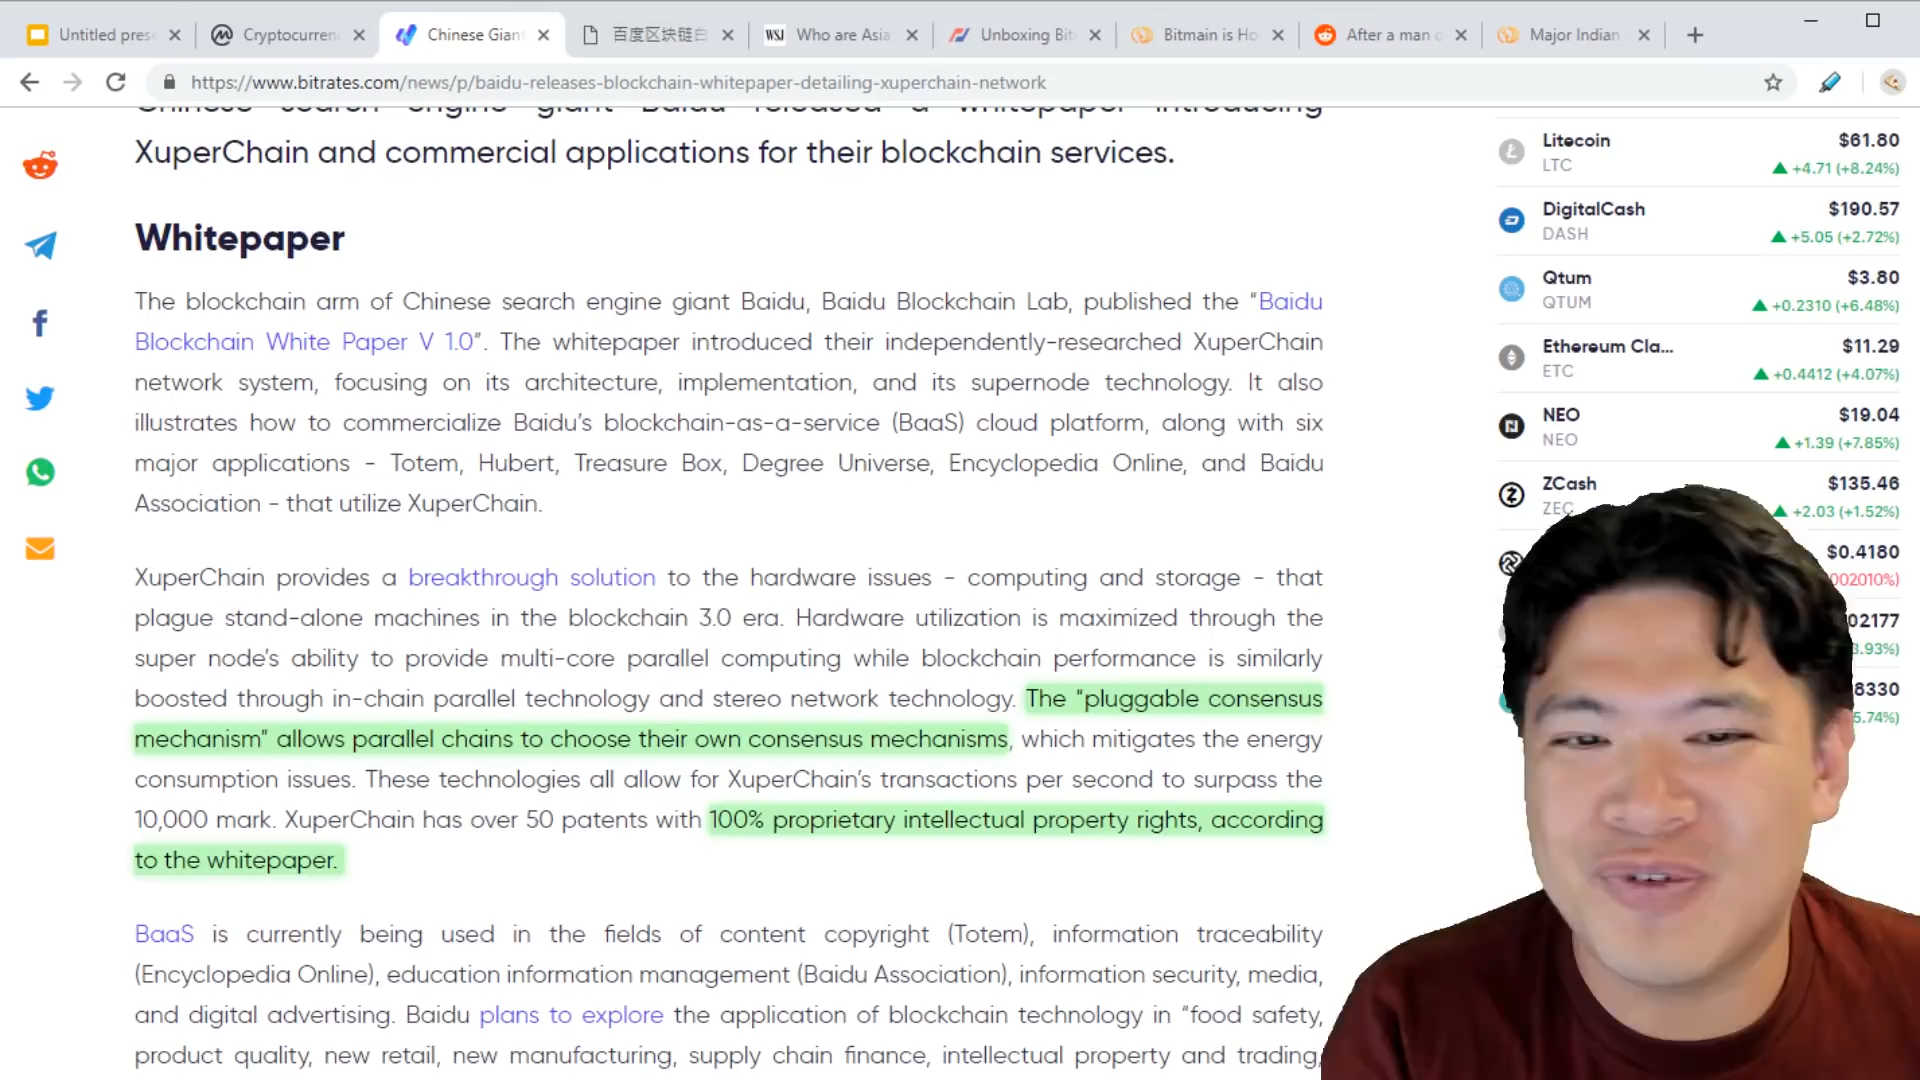 Untitled pres
Cryptocurren
Chinese Gian
百度区块链白
WSJ Who are Asia
Unboxing Bit
Bitmain is Ho
After a man o
Major Indian
https://www.bitrates.com/news/p/baidu-releases-blockchain-whitepaper-detailing-xuperchain-network
Chinese search engine giant Baidu released a whitepaper introducing
XuperChain and commercial applications for their blockchain services.
Whitepaper
The blockchain arm of Chinese search engine giant Baidu, Baidu Blockchain Lab, published the “Baidu
Blockchain White Paper V 1.0”. The whitepaper introduced their independently-researched XuperChain
network system, focusing on its architecture, implementation, and its supernode technology. It also
illustrates how to commercialize Baidu’s blockchain-as-a-service (BaaS) cloud platform, along with six
major applications - Totem, Hubert, Treasure Box, Degree Universe, Encyclopedia Online, and Baidu
Association - that utilize XuperChain.
XuperChain provides a breakthrough solution to the hardware issues - computing and storage - that
plague stand-alone machines in the blockchain 3.0 era. Hardware utilization is maximized through the
super node’s ability to provide multi-core parallel computing while blockchain performance is similarly
boosted through in-chain parallel technology and stereo network technology. The “pluggable consensus
mechanism” allows parallel chains to choose their own consensus mechanisms, which mitigates the energy
consumption issues. These technologies all allow for XuperChain’s transactions per second to surpass the
10,000 mark. XuperChain has over 50 patents with 100% proprietary intellectual property rights, according
to the whitepaper.
BaaS is currently being used in the fields of content copyright (Totem), information traceability
(Encyclopedia Online), education information management (Baidu Association), information security, media,
and digital advertising. Baidu plans to explore the application of blockchain technology in “food safety,
product quality, new retail, new manufacturing, supply chain finance, intellectual property and trading,
Litecoin $61.80
LTC +4.71 (+8.24%)
DigitalCash $190.57
DASH +5.05 (+2.72%)
Qtum $3.80
QTUM +0.2310 (+6.48%)
Ethereum Cla... $11.29
ETC +0.4412 (+4.07%)
NEO $19.04
NEO +1.39 (+7.85%)
ZCash $135.46
ZEC +2.03 (+1.52%)
$0.4180
002010%)
02177
3.93%)
8330
5.74%)